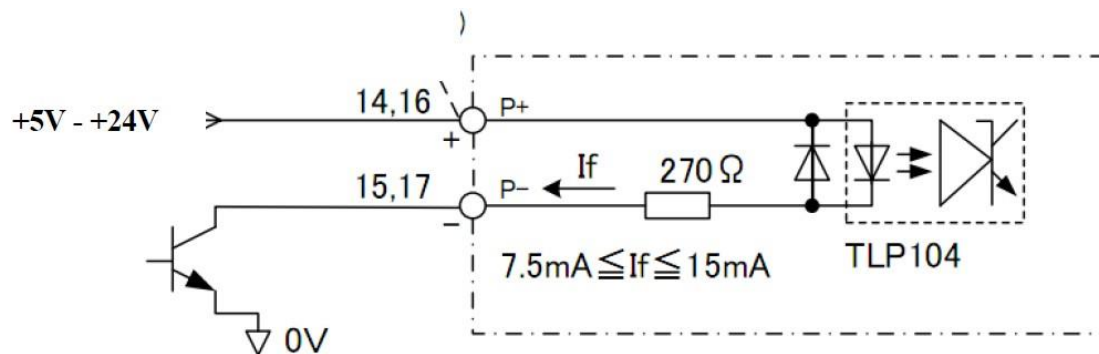 )
+5V - +24V
14,16
P+
+
If
270Ω
15,17
P-
−
7.5mA≦If≦15mA
TLP104
0V